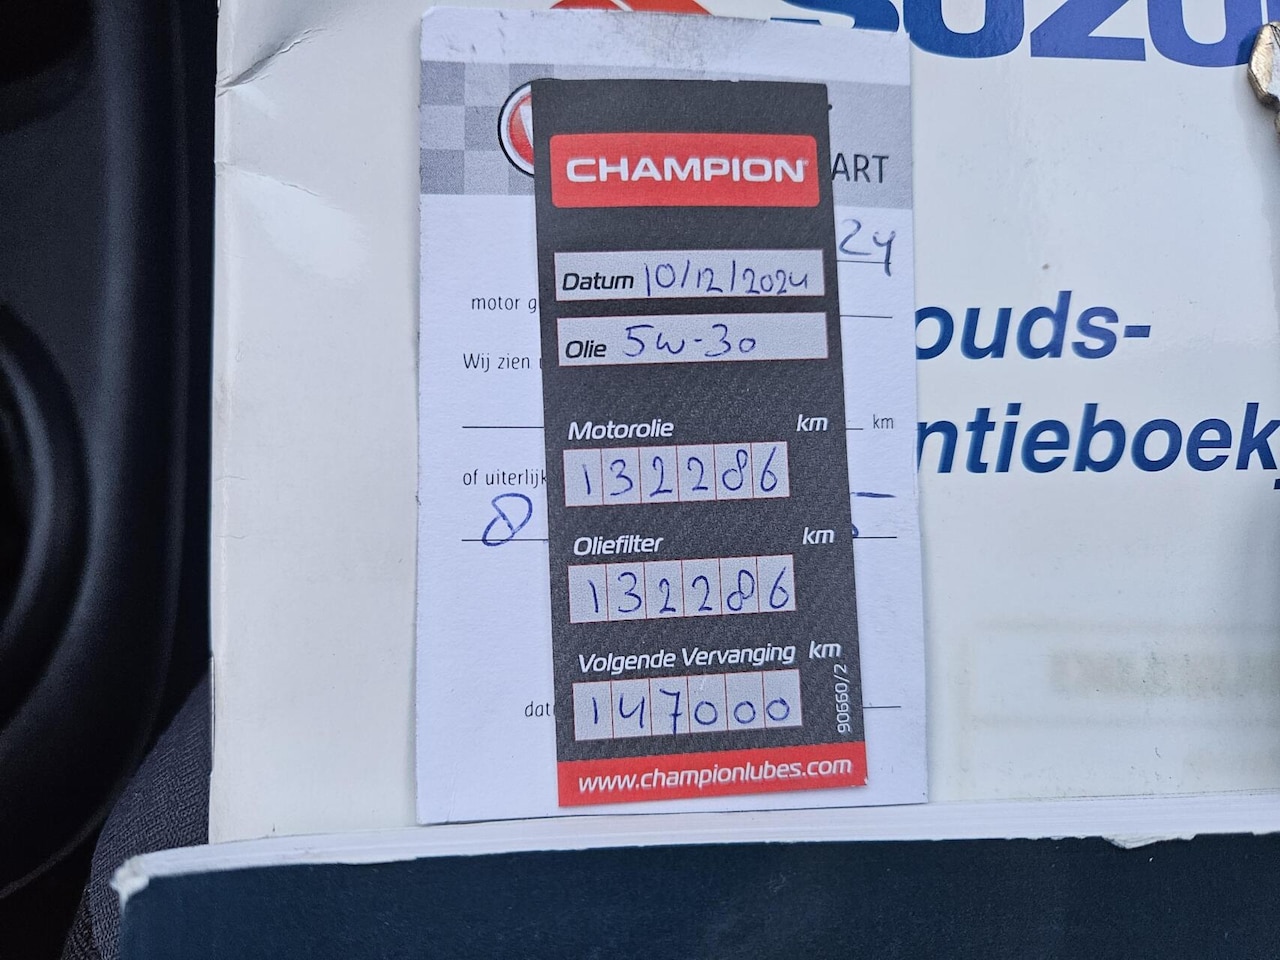 SUZU
CHAMPION
ART
24
Datum 10/12/2024
motor g
Olie 5w-30
Wij zien
ouds-
ntieboek
Motorolie km
km
132286
of uiterlijk
8
Oliefilter km
132286
Volgende Vervanging km
147000
dat
90660/2
www.championlubes.com